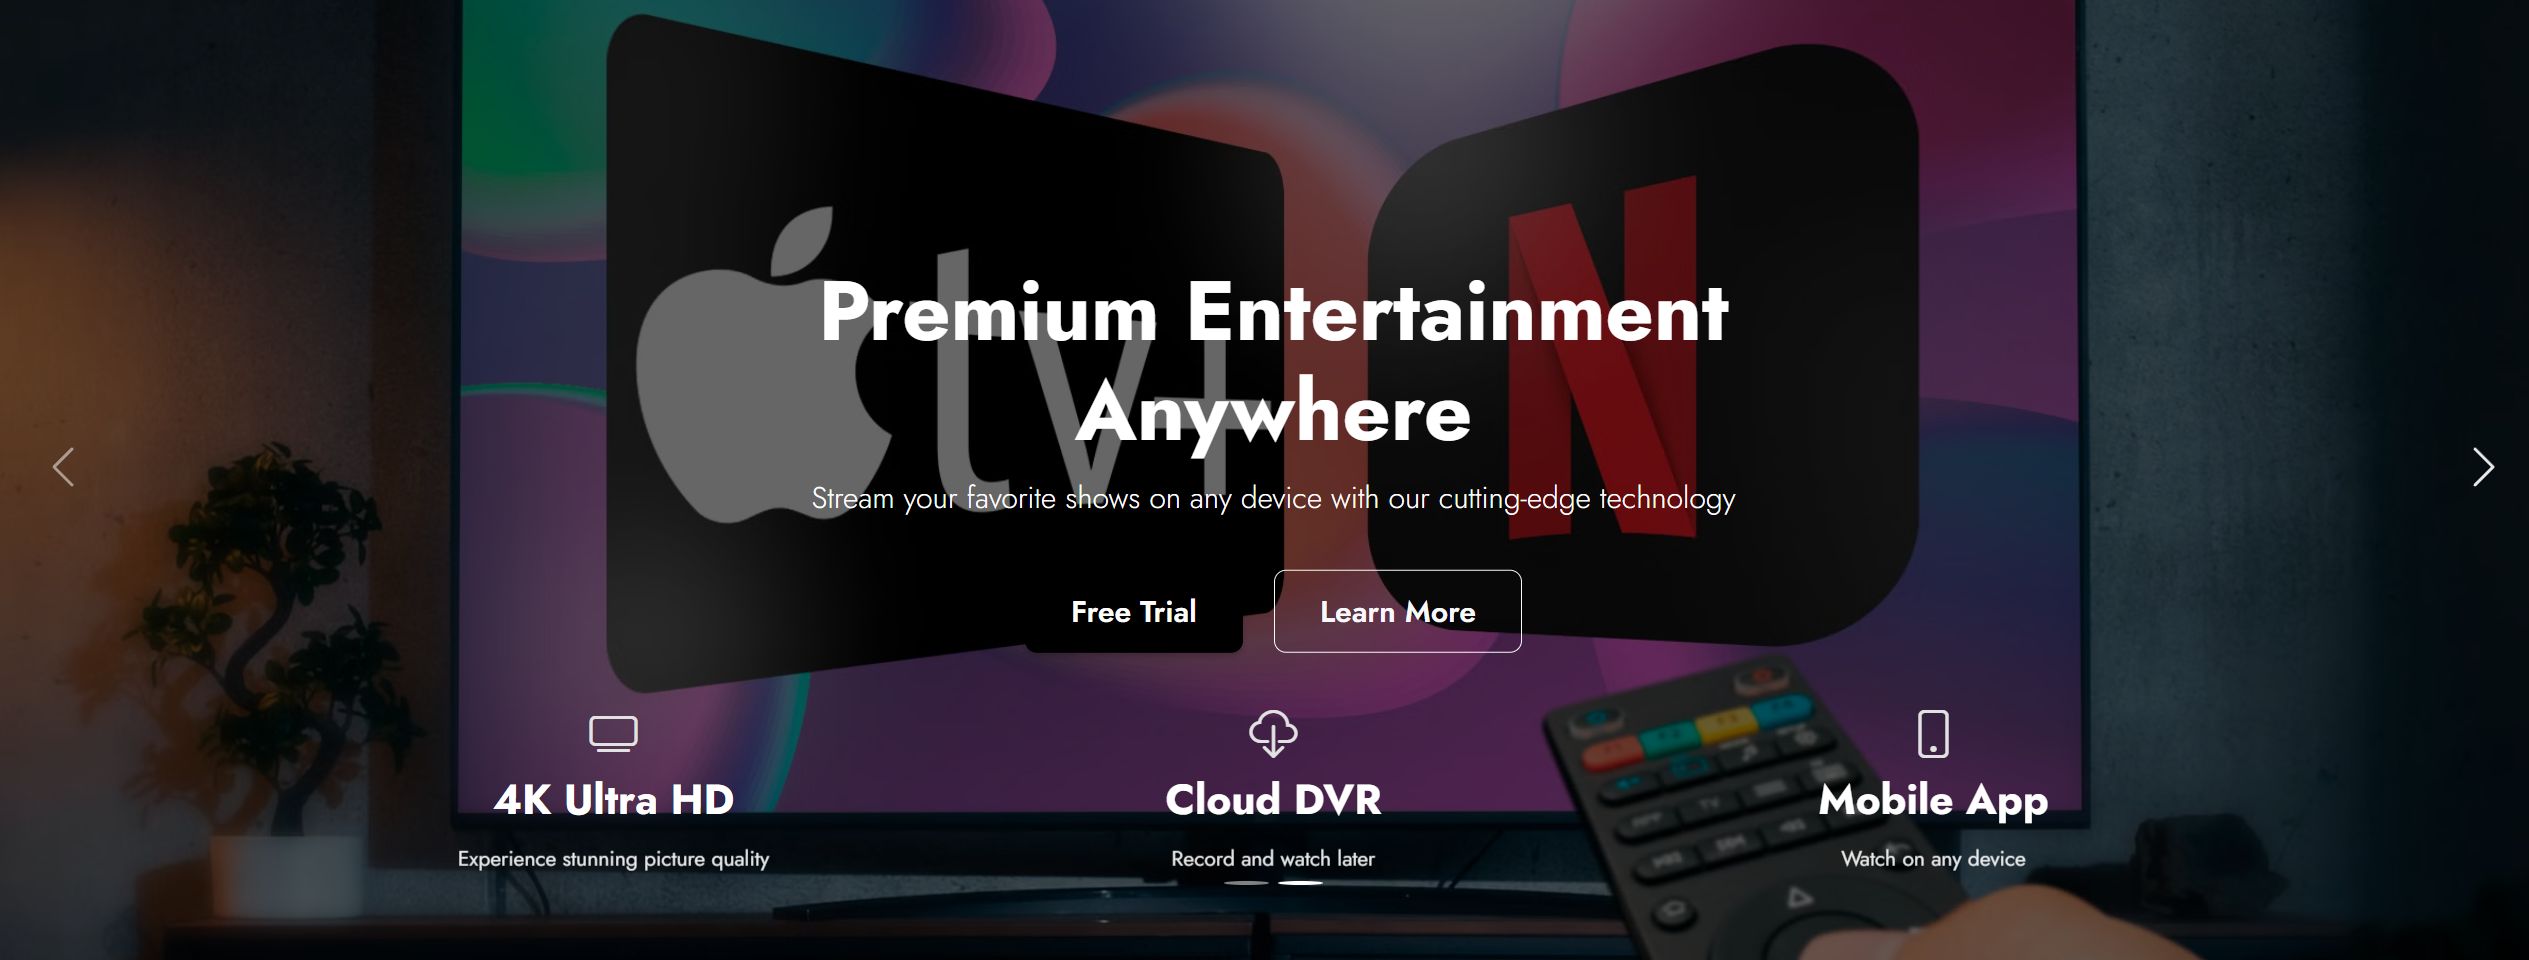 tv+
N
Premium Entertainment
Anywhere
Stream your favorite shows on any device with our cutting-edge technology
Free Trial
Learn More
4K Ultra HD
Cloud DVR
Mobile App
Experience stunning picture quality
Record and watch later
Watch on any device
TV